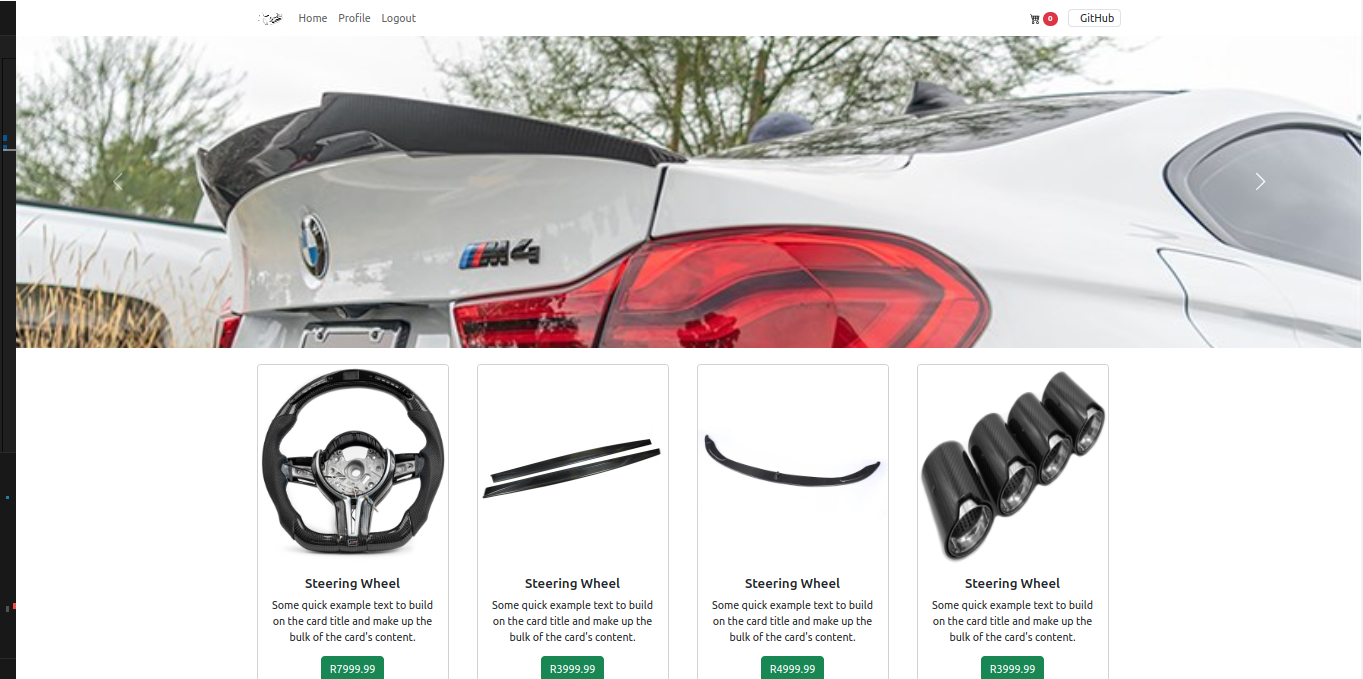 Home Profile Logout 0 GitHub
M4
Steering Wheel
Some quick example text to build
on the card title and make up the
bulk of the card's content.
R7999.99
Steering Wheel
Some quick example text to build
on the card title and make up the
bulk of the card's content.
R3999.99
Steering Wheel
Some quick example text to build
on the card title and make up the
bulk of the card's content.
R4999.99
Steering Wheel
Some quick example text to build
on the card title and make up the
bulk of the card's content.
R3999.99